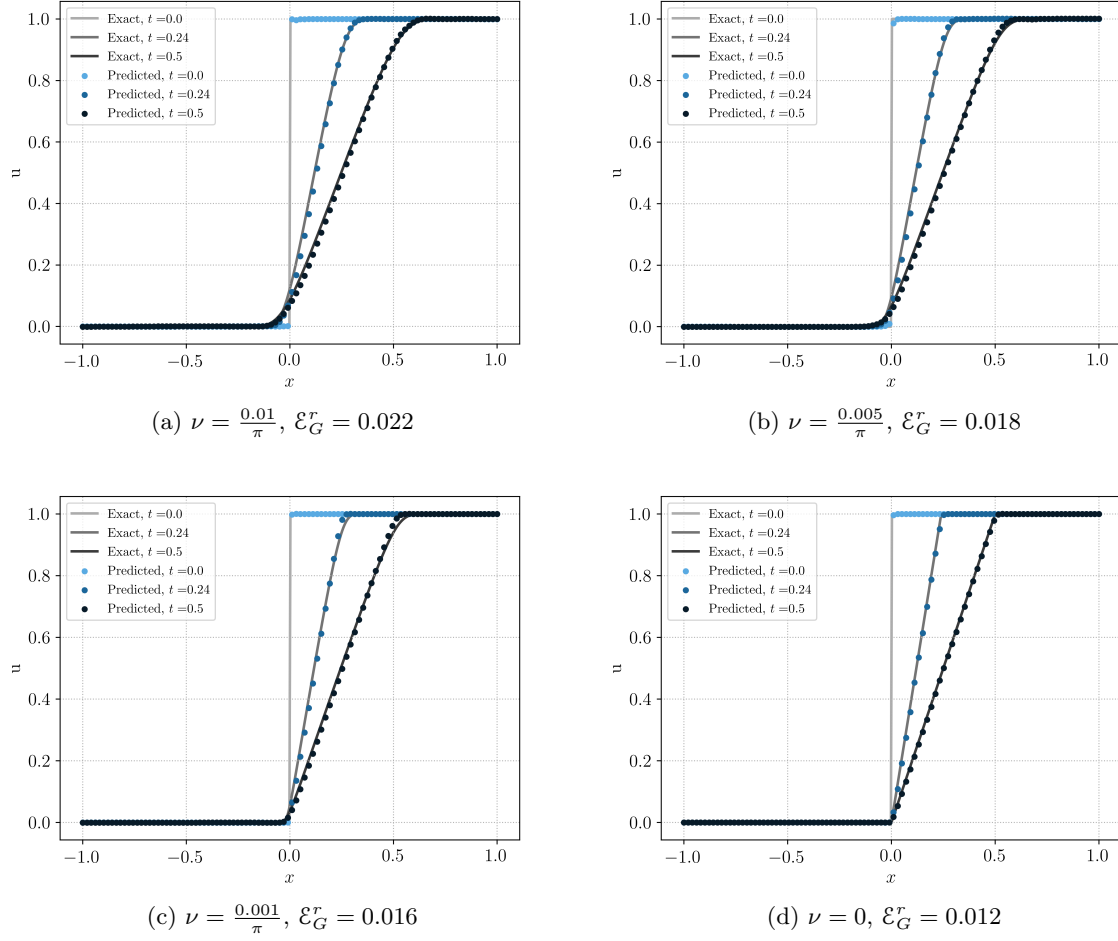 1.0
0.8
0.6
0.4
0.2
0.0
u
Exact, t =0.0
Exact, t =0.24
Exact, t =0.5
Predicted, t =0.0
Predicted, t =0.24
Predicted, t =0.5
−1.0 −0.5 0.0 0.5 1.0
x
(a) ν = 0.01/π, ℰ_G^r = 0.022
1.0
0.8
0.6
0.4
0.2
0.0
u
Exact, t =0.0
Exact, t =0.24
Exact, t =0.5
Predicted, t =0.0
Predicted, t =0.24
Predicted, t =0.5
−1.0 −0.5 0.0 0.5 1.0
x
(b) ν = 0.005/π, ℰ_G^r = 0.018
1.0
0.8
0.6
0.4
0.2
0.0
u
Exact, t =0.0
Exact, t =0.24
Exact, t =0.5
Predicted, t =0.0
Predicted, t =0.24
Predicted, t =0.5
−1.0 −0.5 0.0 0.5 1.0
x
(c) ν = 0.001/π, ℰ_G^r = 0.016
1.0
0.8
0.6
0.4
0.2
0.0
u
Exact, t =0.0
Exact, t =0.24
Exact, t =0.5
Predicted, t =0.0
Predicted, t =0.24
Predicted, t =0.5
−1.0 −0.5 0.0 0.5 1.0
x
(d) ν = 0, ℰ_G^r = 0.012